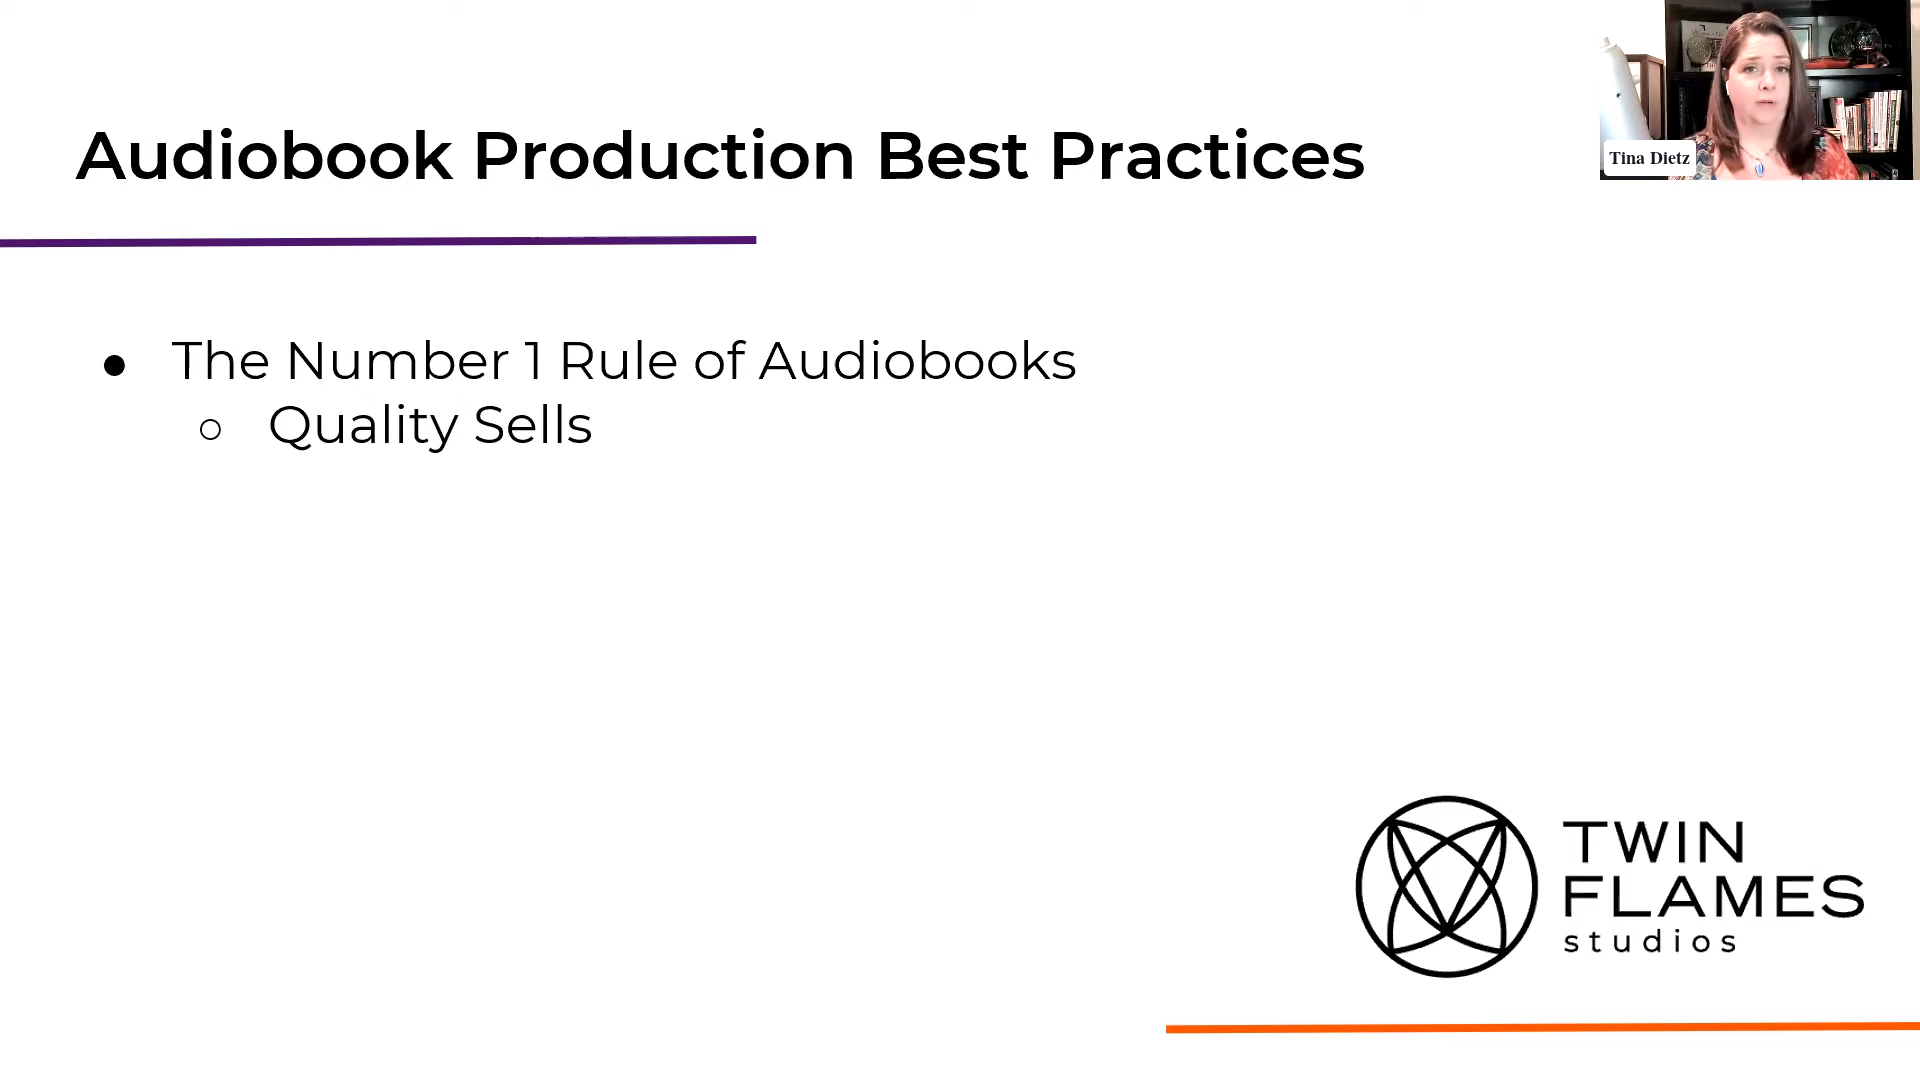 Audiobook Production Best Practices
Tina Dietz
● The Number 1 Rule of Audiobooks
○ Quality Sells
TWIN
FLAMES
studios